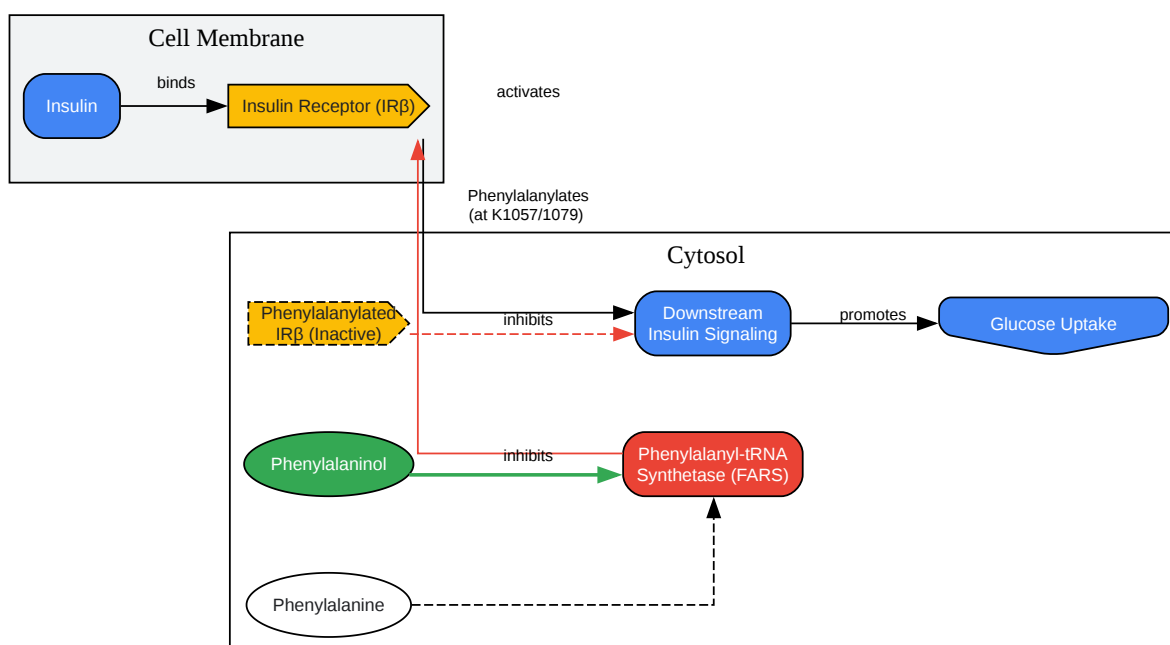 Cell Membrane
Insulin
binds
Insulin Receptor (IRβ)
activates
Phenylalanylates
(at K1057/1079)
Cytosol
Phenylalanylated
IRβ (Inactive)
inhibits
Downstream
Insulin Signaling
promotes
Glucose Uptake
Phenylalaninol
inhibits
Phenylalanyl-tRNA
Synthetase (FARS)
Phenylalanine